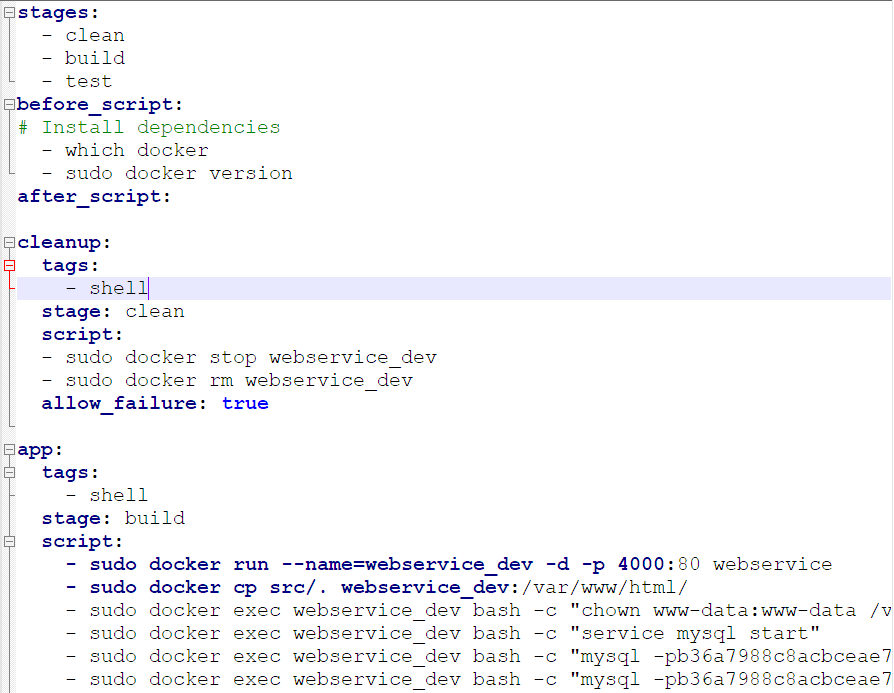 stages:
  - clean
  - build
  - test
before_script:
# Install dependencies
  - which docker
  - sudo docker version
after_script:

cleanup:
  tags:
    - shell
  stage: clean
  script:
  - sudo docker stop webservice_dev
  - sudo docker rm webservice_dev
  allow_failure: true

app:
  tags:
    - shell
  stage: build
  script:
    - sudo docker run --name=webservice_dev -d -p 4000:80 webservice
    - sudo docker cp src/. webservice_dev:/var/www/html/
    - sudo docker exec webservice_dev bash -c "chown www-data:www-data /v
    - sudo docker exec webservice_dev bash -c "service mysql start"
    - sudo docker exec webservice_dev bash -c "mysql -pb36a7988c8acbceae7
    - sudo docker exec webservice_dev bash -c "mysql -pb36a7988c8acbceae7